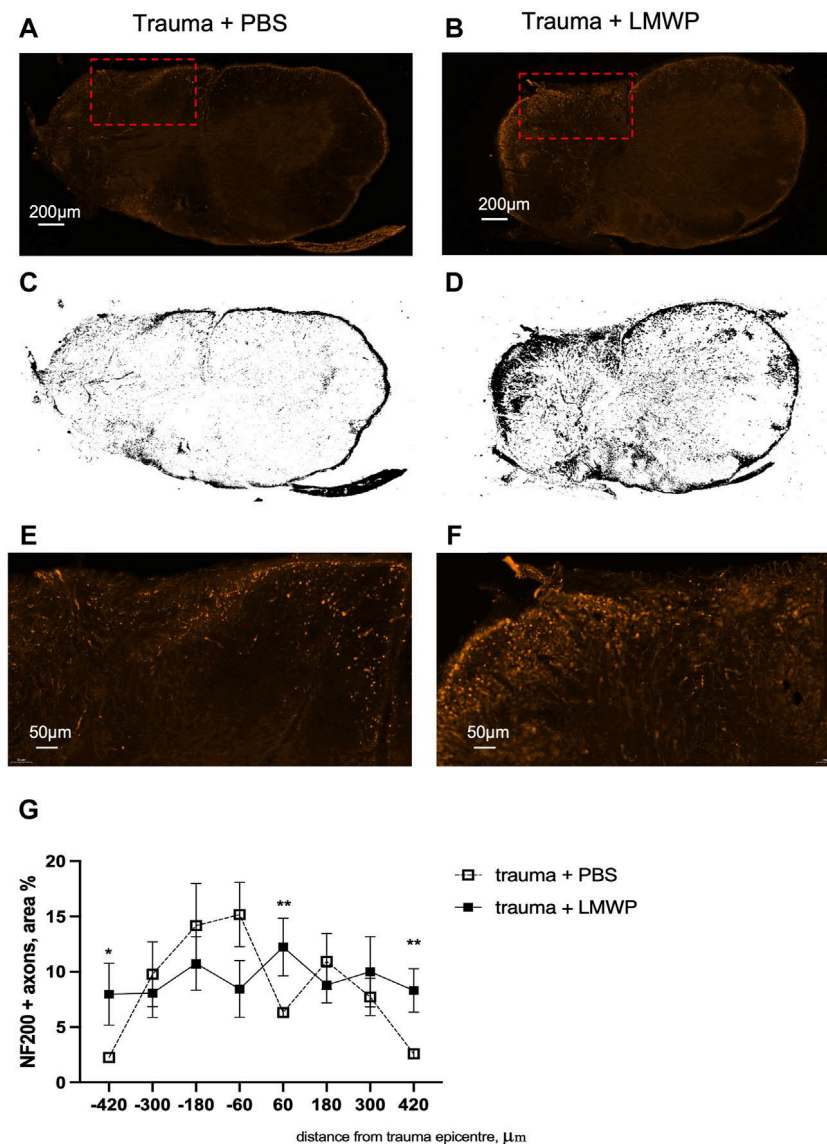 A
Trauma + PBS
B
Trauma + LMWP
200µm
200µm
C
D
E
F
50µm
50µm
G
NF200 + axons, area %
20
15
10
5
0
*
**
**
-420 -300 -180 -60 60 180 300 420
distance from trauma epicentre, µm
trauma + PBS
trauma + LMWP